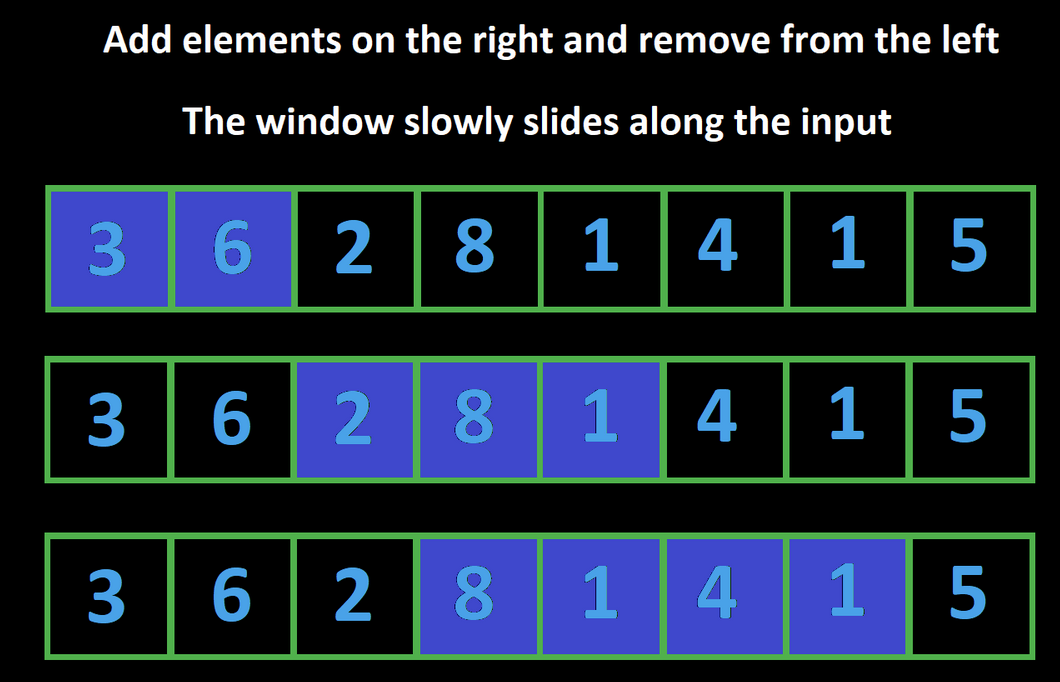 Add elements on the right and remove from the left
The window slowly slides along the input
3 6 2 8 1 4 1 5
3 6 2 8 1 4 1 5
3 6 2 8 1 4 1 5